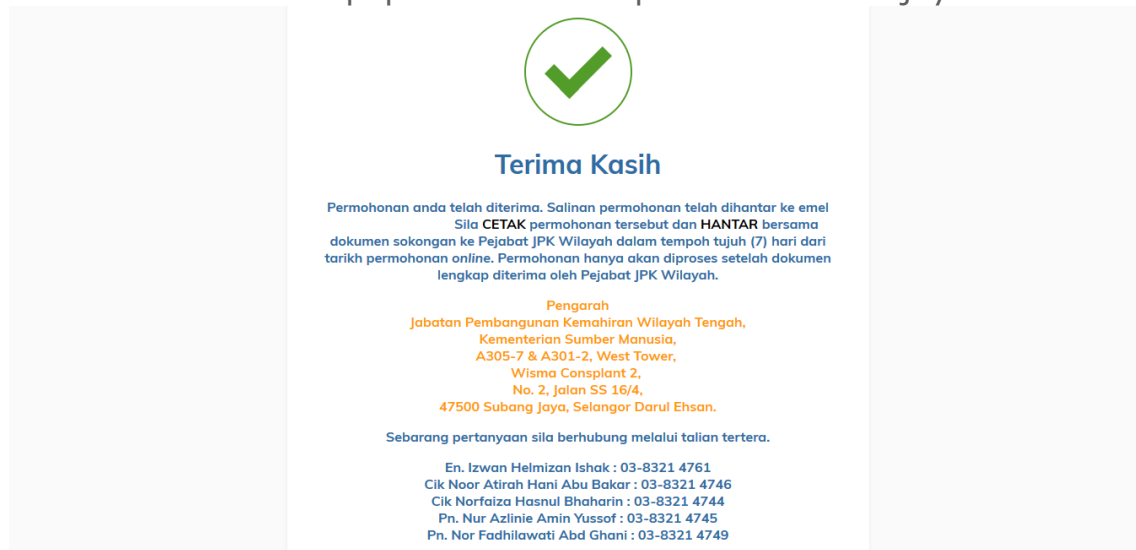 Terima Kasih
Permohonan anda telah diterima. Salinan permohonan telah dihantar ke emel
Sila CETAK permohonan tersebut dan HANTAR bersama
dokumen sokongan ke Pejabat JPK Wilayah dalam tempoh tujuh (7) hari dari
tarikh permohonan online. Permohonan hanya akan diproses setelah dokumen
lengkap diterima oleh Pejabat JPK Wilayah.
Pengarah
Jabatan Pembangunan Kemahiran Wilayah Tengah,
Kementerian Sumber Manusia,
A305-7 & A301-2, West Tower,
Wisma Consplant 2,
No. 2, Jalan SS 16/4,
47500 Subang Jaya, Selangor Darul Ehsan.
Sebarang pertanyaan sila berhubung melalui talian tertera.
En. Izwan Helmizan Ishak : 03-8321 4761
Cik Noor Atirah Hani Abu Bakar : 03-8321 4746
Cik Norfaiza Hasnul Bhaharin : 03-8321 4744
Pn. Nur Azlinie Amin Yussof : 03-8321 4745
Pn. Nor Fadhilawati Abd Ghani : 03-8321 4749